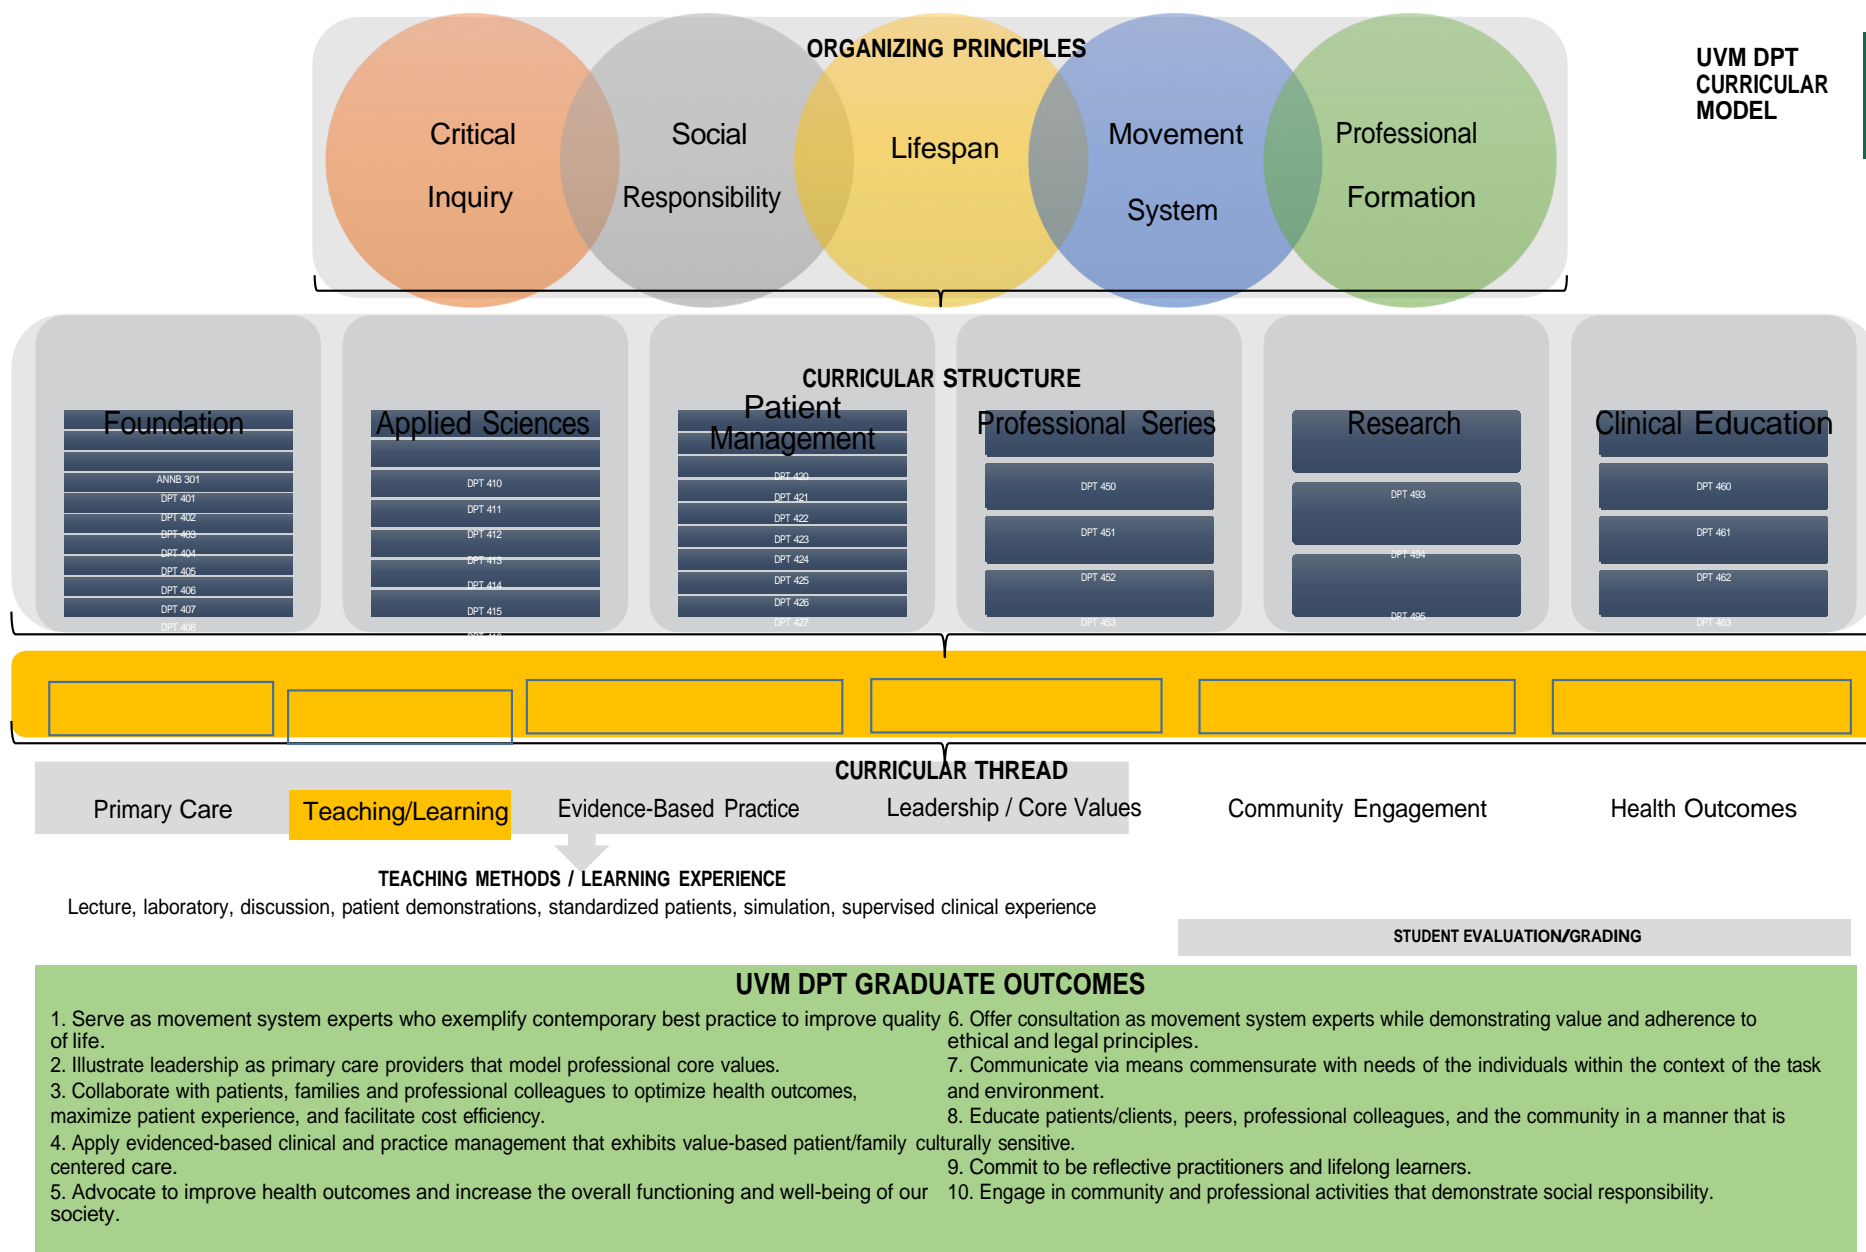 ORGANIZING PRINCIPLES
UVM DPT
CURRICULAR
MODEL
Critical
Inquiry
Social
Responsibility
Lifespan
Movement
System
Professional
Formation
CURRICULAR STRUCTURE
Foundation
ANNB 301
DPT 401
DPT 402
DPT 403
DPT 404
DPT 405
DPT 406
DPT 407
DPT 408
Applied Sciences
DPT 410
DPT 411
DPT 412
DPT 413
DPT 414
DPT 415
Patient
Management
DPT 420
DPT 421
DPT 422
DPT 423
DPT 424
DPT 425
DPT 426
DPT 427
Professional Series
DPT 450
DPT 451
DPT 452
DPT 453
Research
DPT 493
DPT 494
DPT 495
Clinical Education
DPT 460
DPT 461
DPT 462
DPT 463
CURRICULAR THREAD
Primary Care
Teaching/Learning
Evidence-Based Practice
Leadership / Core Values
Community Engagement
Health Outcomes
TEACHING METHODS / LEARNING EXPERIENCE
Lecture, laboratory, discussion, patient demonstrations, standardized patients, simulation, supervised clinical experience
STUDENT EVALUATION/GRADING
UVM DPT GRADUATE OUTCOMES
1. Serve as movement system experts who exemplify contemporary best practice to improve quality
of life.
2. Illustrate leadership as primary care providers that model professional core values.
3. Collaborate with patients, families and professional colleagues to optimize health outcomes,
maximize patient experience, and facilitate cost efficiency.
4. Apply evidenced-based clinical and practice management that exhibits value-based patient/family
centered care.
5. Advocate to improve health outcomes and increase the overall functioning and well-being of our
society.
6. Offer consultation as movement system experts while demonstrating value and adherence to
ethical and legal principles.
7. Communicate via means commensurate with needs of the individuals within the context of the task
and environment.
8. Educate patients/clients, peers, professional colleagues, and the community in a manner that is
culturally sensitive.
9. Commit to be reflective practitioners and lifelong learners.
10. Engage in community and professional activities that demonstrate social responsibility.